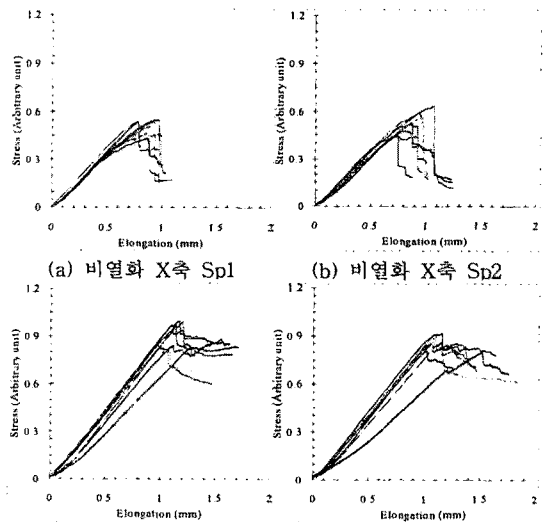 1.2
0.9
0.6
0.3
0
0 0.5 1 1.5 2
Stress (Arbitrary unit)
Elongation (mm)
(a) 비열화 X축 Sp1
1.2
0.9
0.6
0.3
0
0 0.5 1 1.5 2
Stress (Arbitrary unit)
Elongation (mm)
(b) 비열화 X축 Sp2
1.2
0.9
0.6
0.3
0
0 0.5 1 1.5 2
Stress (Arbitrary unit)
Elongation (mm)
1.2
0.9
0.6
0.3
0
0 0.5 1 1.5 2
Stress (Arbitrary unit)
Elongation (mm)